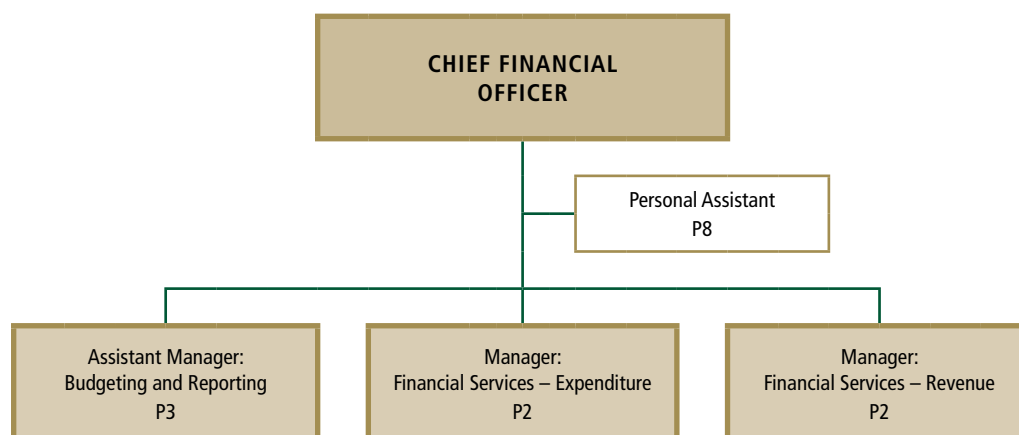 CHIEF FINANCIAL
OFFICER
Personal Assistant
P8
Assistant Manager:
Budgeting and Reporting
P3
Manager:
Financial Services – Expenditure
P2
Manager:
Financial Services – Revenue
P2